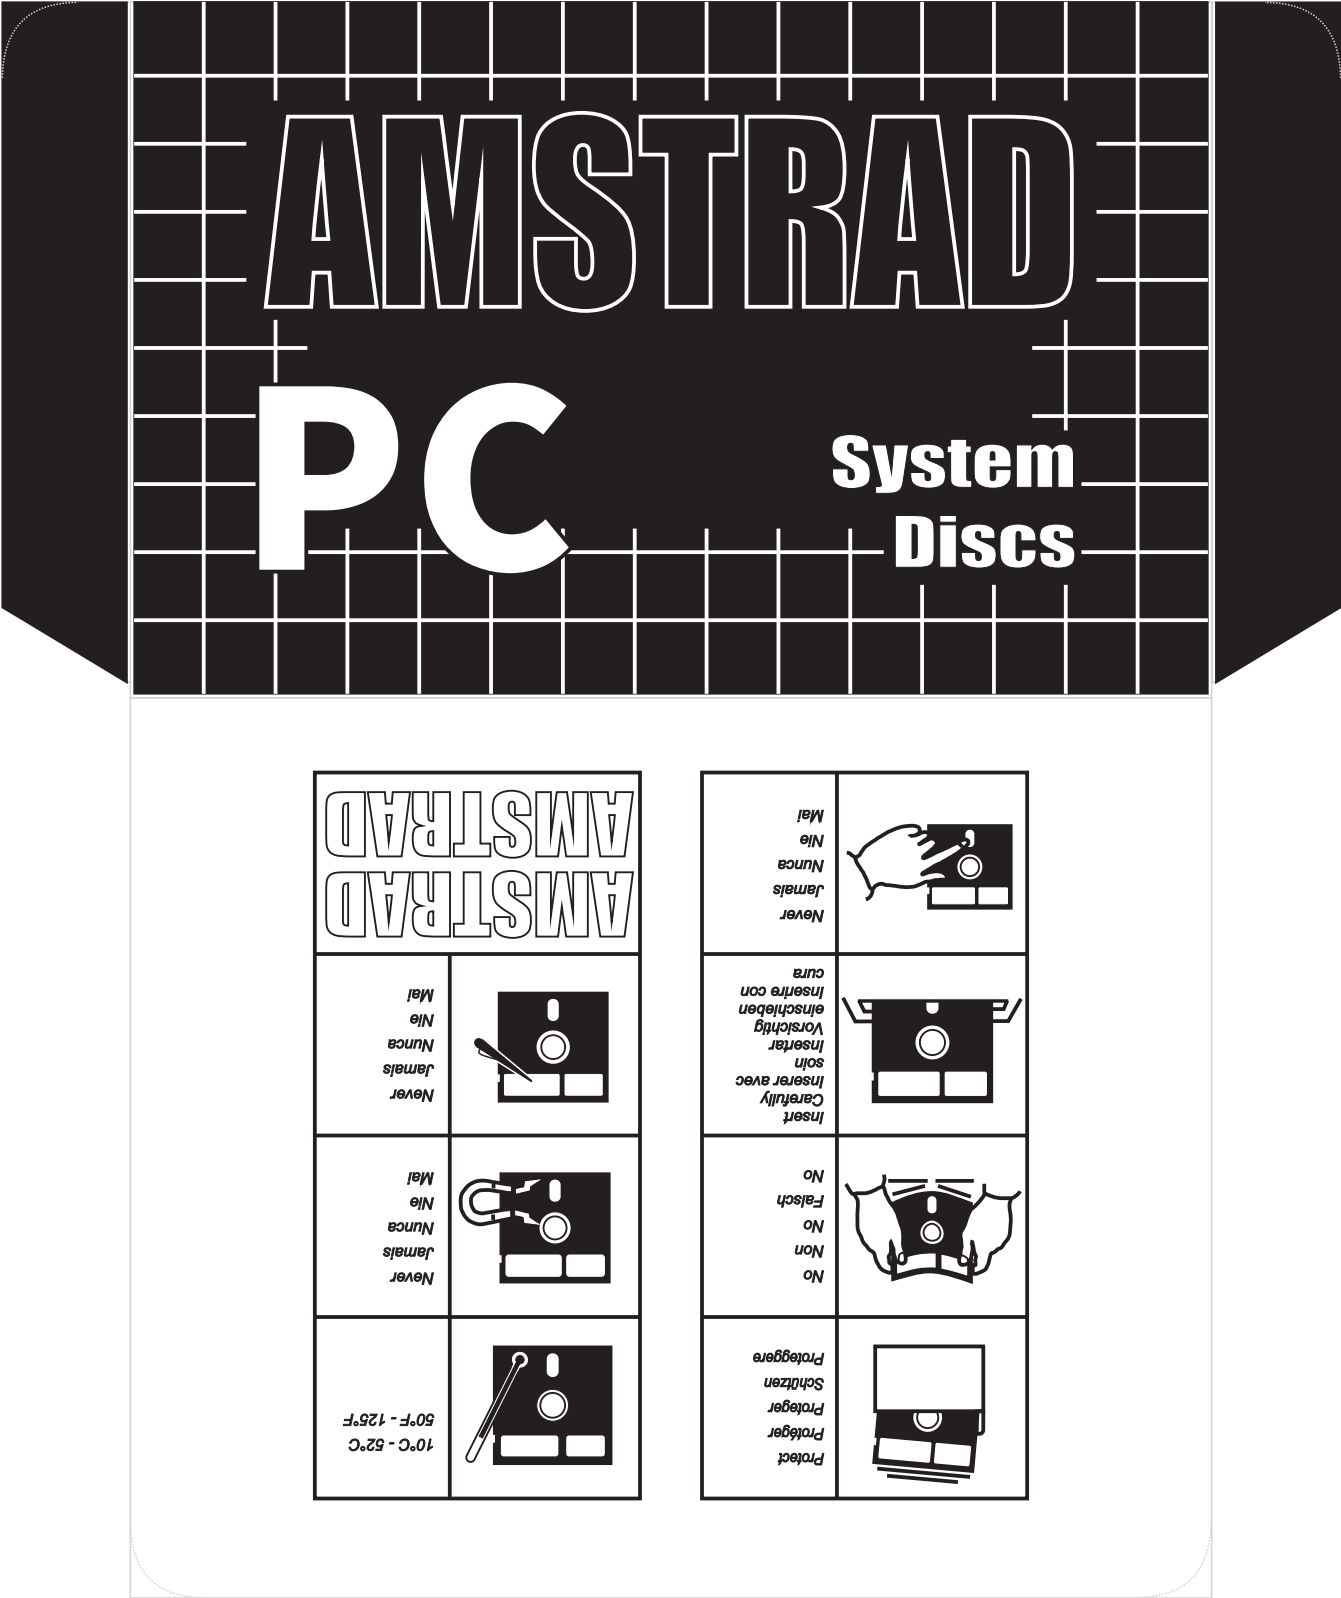 AMSTRAD
PC
System
Discs
Protect
Protéger
Proteger
Schützen
Proteggere
No
Non
No
Falsch
No
Insert
Carefully
Inserer avec
soin
Insertar
Vorsichtig
einschieben
Inserire con
cura
Never
Jamais
Nunca
Nie
Mai
10°C - 52°C
50°F - 125°F
Never
Jamais
Nunca
Nie
Mai
Never
Jamais
Nunca
Nie
Mai
AMSTRAD
AMSTRAD